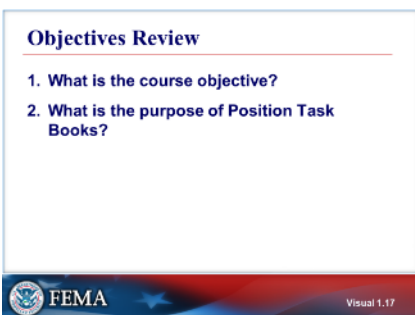 Objectives Review
1. What is the course objective?
2. What is the purpose of Position Task
Books?
FEMA
Visual 1.17